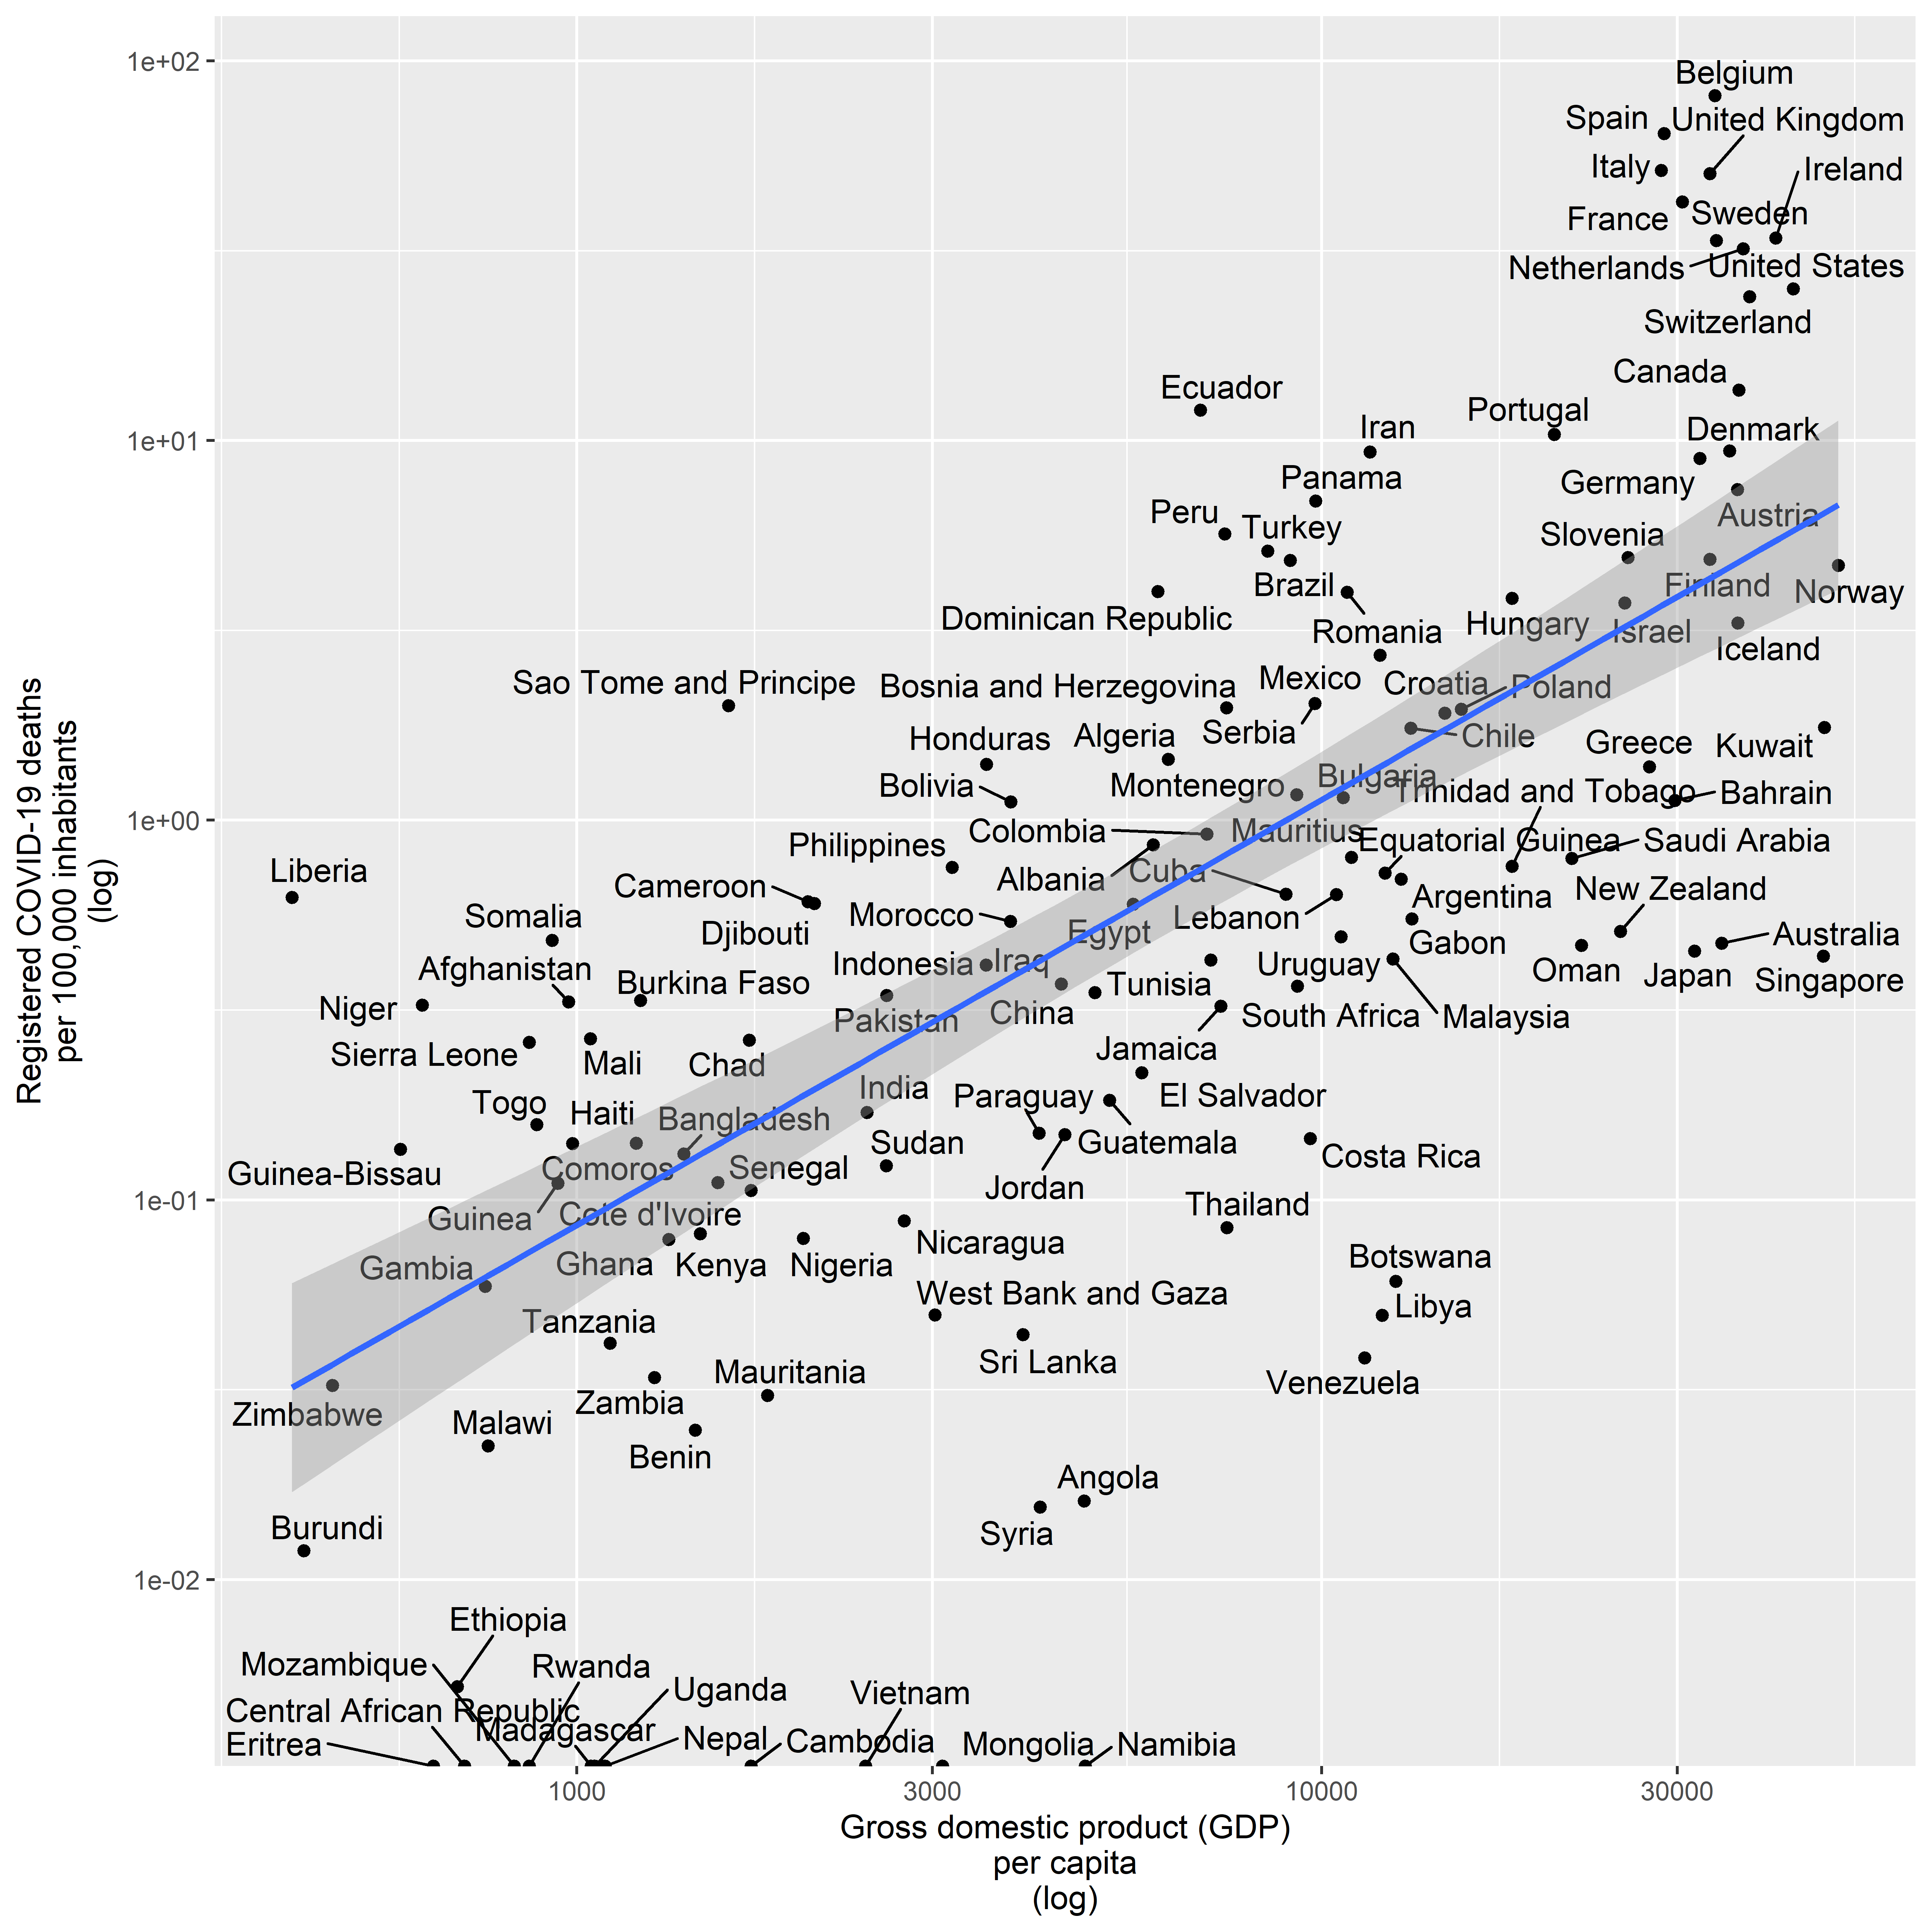 1e+02
Belgium
Spain
United Kingdom
Italy
Ireland
France
Sweden
Netherlands
United States
Switzerland
Canada
Ecuador
Portugal
Iran
1e+01
Denmark
Panama
Germany
Peru
Turkey
Austria
Slovenia
Brazil
Finland
Norway
Dominican Republic
Romania
Hungary
Israel
Iceland
Sao Tome and Principe
Bosnia and Herzegovina
Mexico
Croatia
Poland
Serbia
Honduras
Algeria
Chile
Greece
Kuwait
Bolivia
Montenegro
Bulgaria
Trinidad and Tobago
Bahrain
1e+00
Colombia
Mauritius
Equatorial Guinea
Saudi Arabia
Philippines
Liberia
Cameroon
Albania
Cuba
New Zealand
Argentina
Somalia
Morocco
Lebanon
Djibouti
Egypt
Gabon
Australia
Afghanistan
Indonesia
Iraq
Uruguay
Oman
Japan
Singapore
Burkina Faso
Tunisia
Niger
Pakistan
China
South Africa
Malaysia
Sierra Leone
Mali
Chad
Jamaica
India
Paraguay
El Salvador
Togo
Haiti
Bangladesh
Sudan
Guatemala
Costa Rica
Guinea-Bissau
Comoros
Senegal
Jordan
1e-01
Thailand
Guinea
Cote d'Ivoire
Nicaragua
Gambia
Ghana
Kenya
Nigeria
Botswana
West Bank and Gaza
Libya
Tanzania
Sri Lanka
Mauritania
Venezuela
Zambia
Zimbabwe
Malawi
Benin
Angola
Burundi
Syria
1e-02
Ethiopia
Mozambique
Rwanda
Uganda
Vietnam
Central African Republic
Madagascar
Eritrea
Nepal
Cambodia
Mongolia
Namibia
1000
3000
10000
30000
Gross domestic product (GDP)
per capita
(log)
Registered COVID-19 deaths
per 100,000 inhabitants
(log)